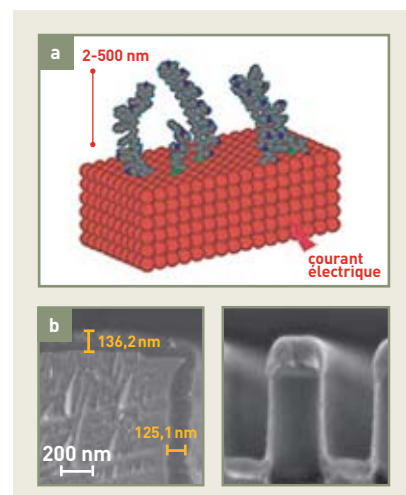 a
2-500 nm
courant
électrique
b
136,2 nm
125,1 nm
200 nm